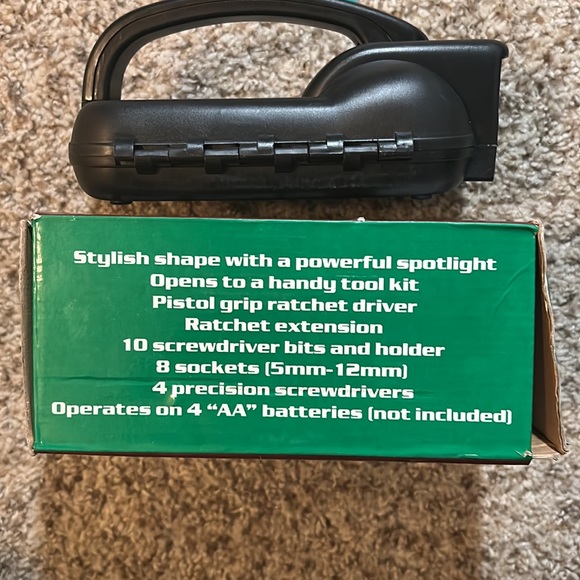 Stylish shape with a powerful spotlight
Opens to a handy tool kit
Pistol grip ratchet driver
Ratchet extension
10 screwdriver bits and holder
8 sockets (5mm-12mm)
4 precision screwdrivers
Operates on 4 “AA” batteries (not included)